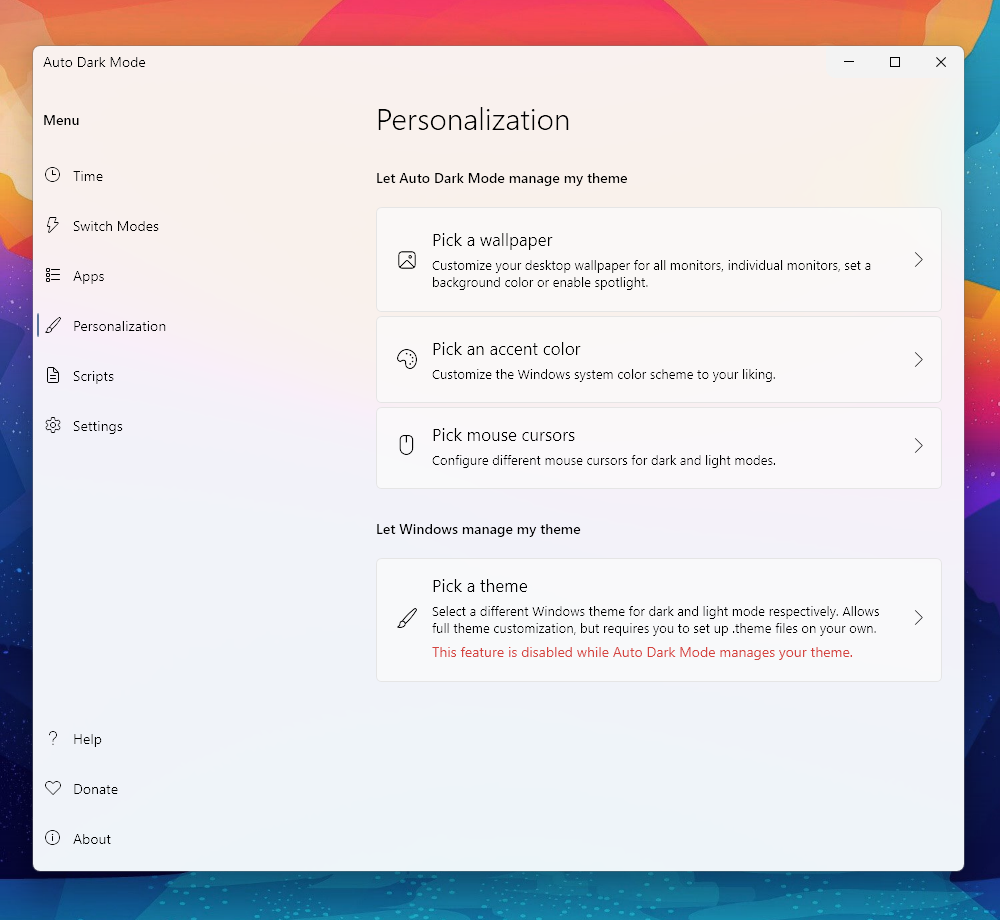 Auto Dark Mode
Menu
Time
Switch Modes
Apps
Personalization
Scripts
Settings
Help
Donate
About
Personalization
Let Auto Dark Mode manage my theme
Pick a wallpaper
Customize your desktop wallpaper for all monitors, individual monitors, set a
background color or enable spotlight.
Pick an accent color
Customize the Windows system color scheme to your liking.
Pick mouse cursors
Configure different mouse cursors for dark and light modes.
Let Windows manage my theme
Pick a theme
Select a different Windows theme for dark and light mode respectively. Allows
full theme customization, but requires you to set up .theme files on your own.
This feature is disabled while Auto Dark Mode manages your theme.